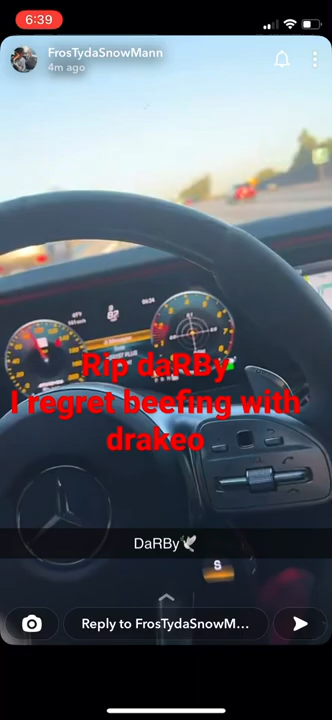 6:39
FrosTydaSnowMann
4m ago
Rip daRBy
I regret beefing with
drakeo
DaRBy🕊
S
Reply to FrosTydaSnowM...